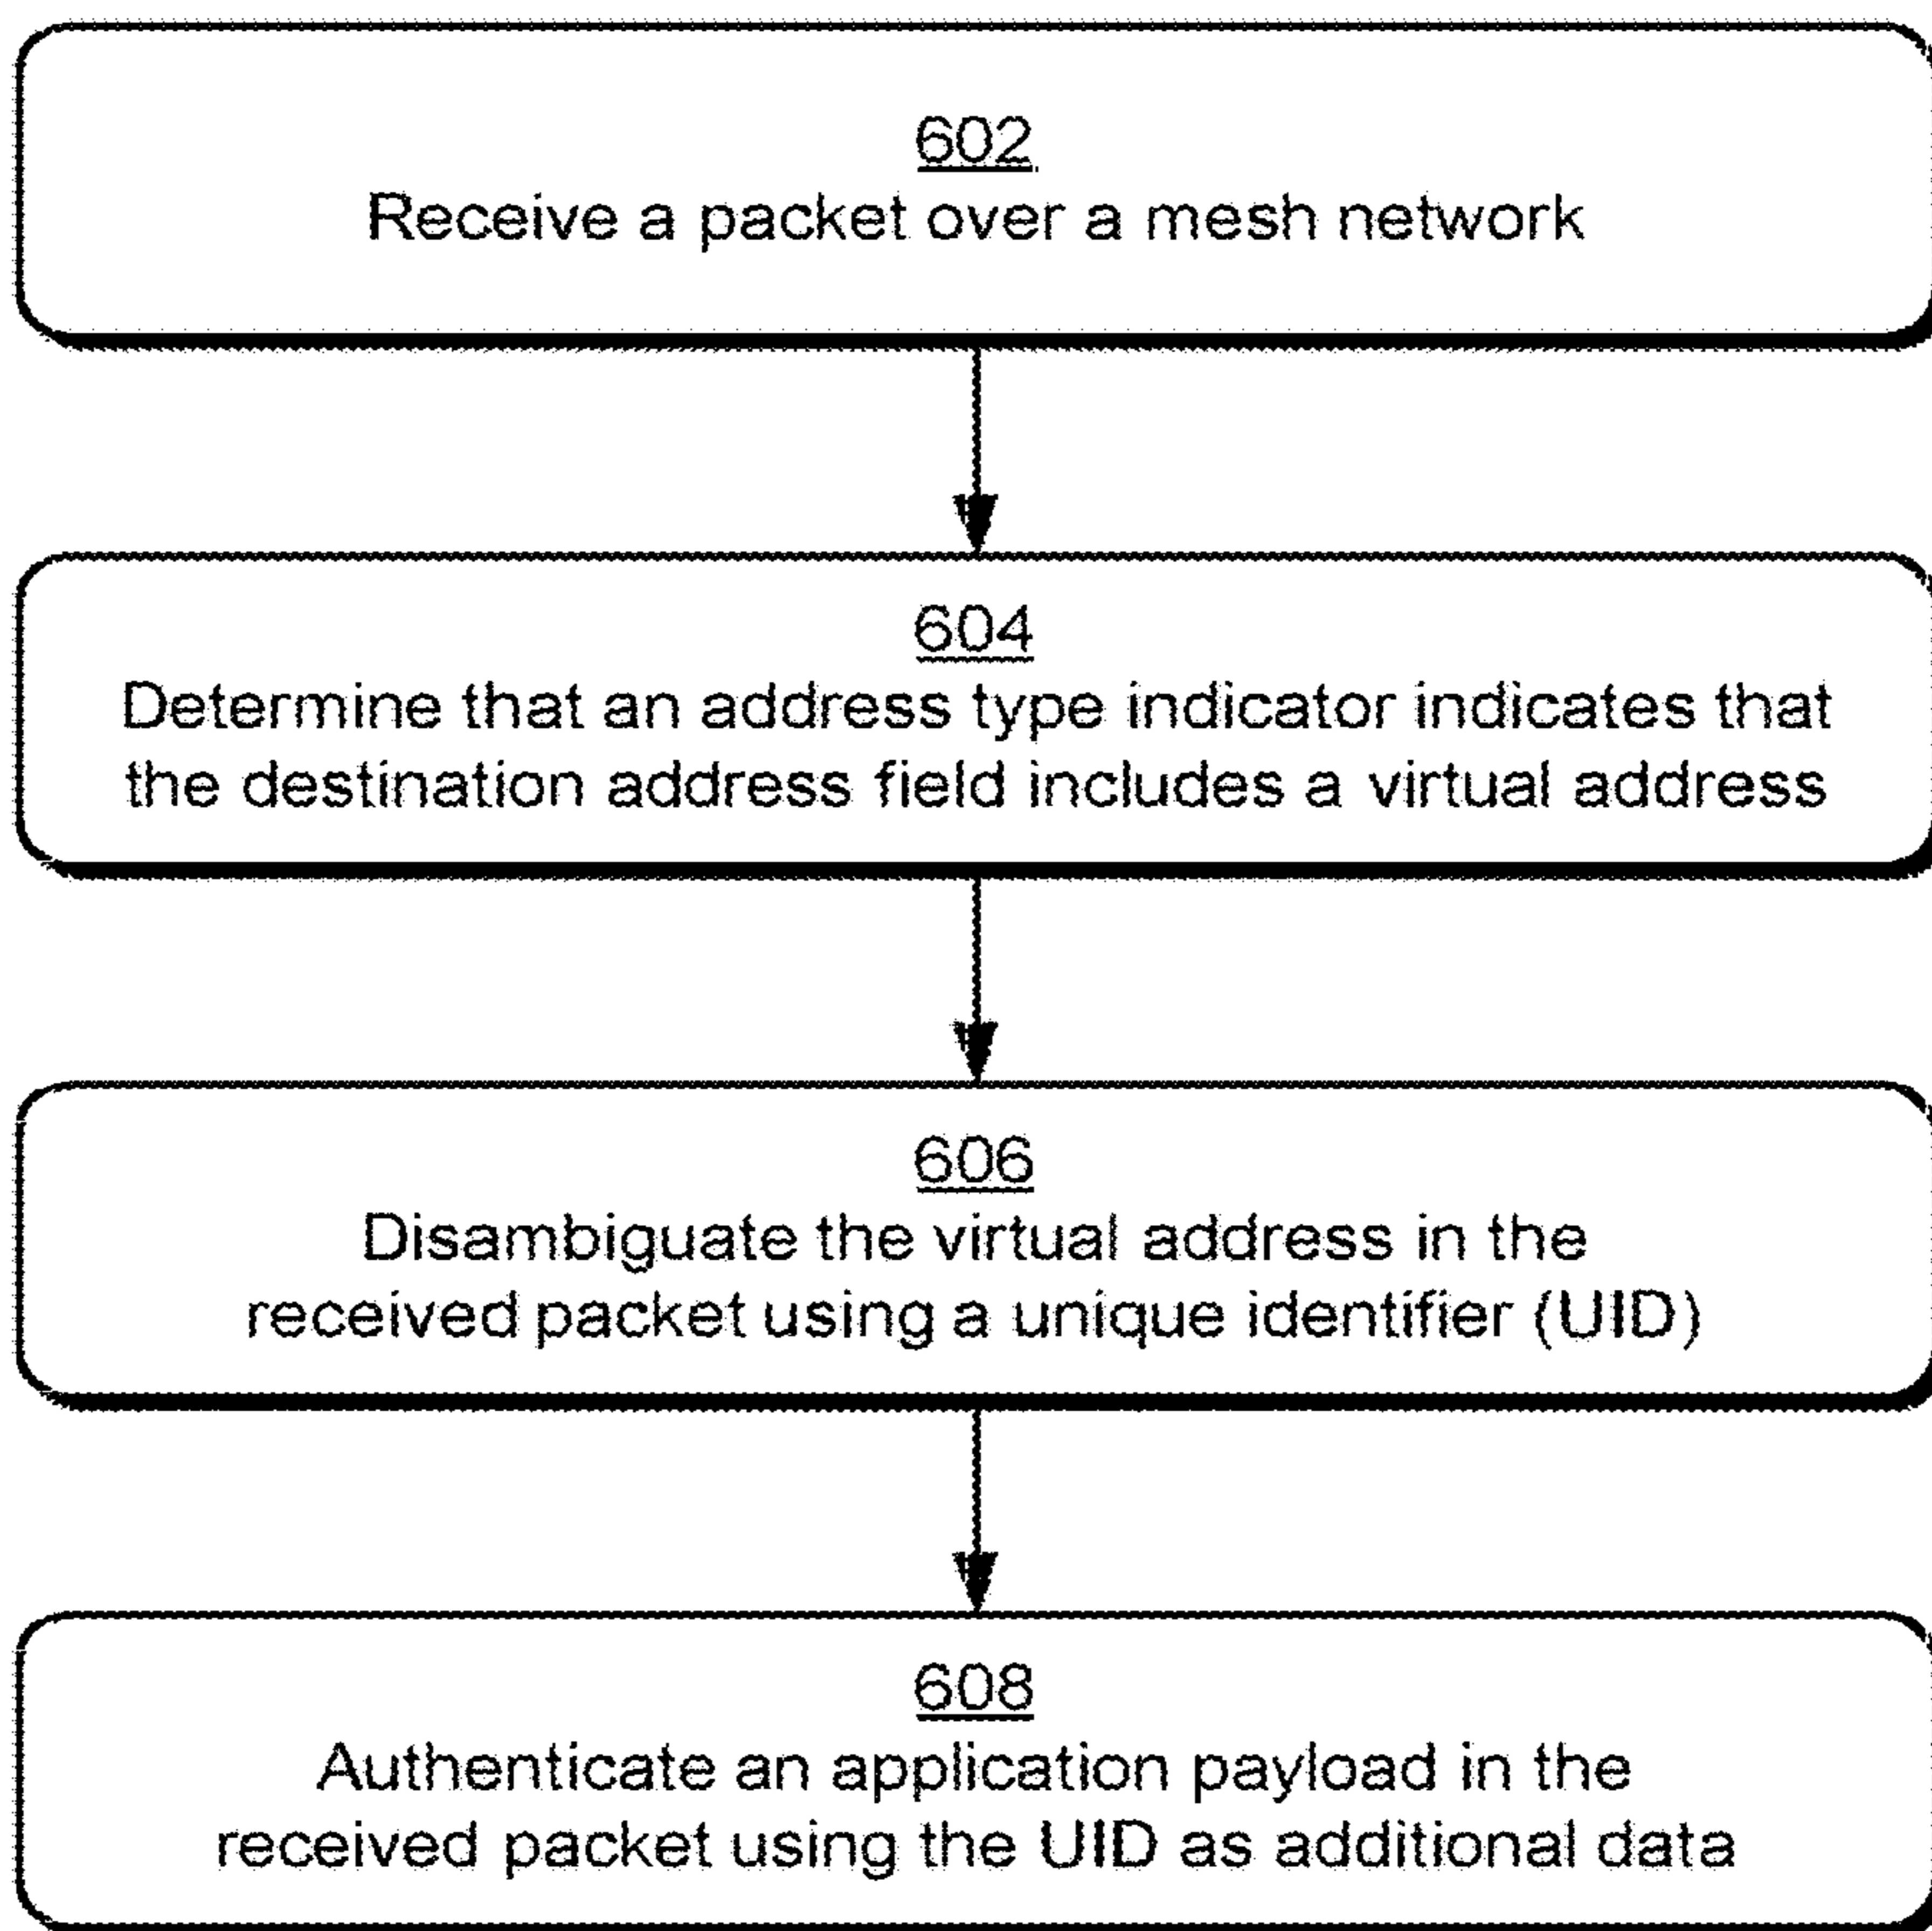 602
Receive a packet over a mesh network
604
Determine that an address type indicator indicates that
the destination address field includes a virtual address
606
Disambiguate the virtual address in the
received packet using a unique identifier (UID)
608
Authenticate an application payload in the
received packet using the UID as additional data